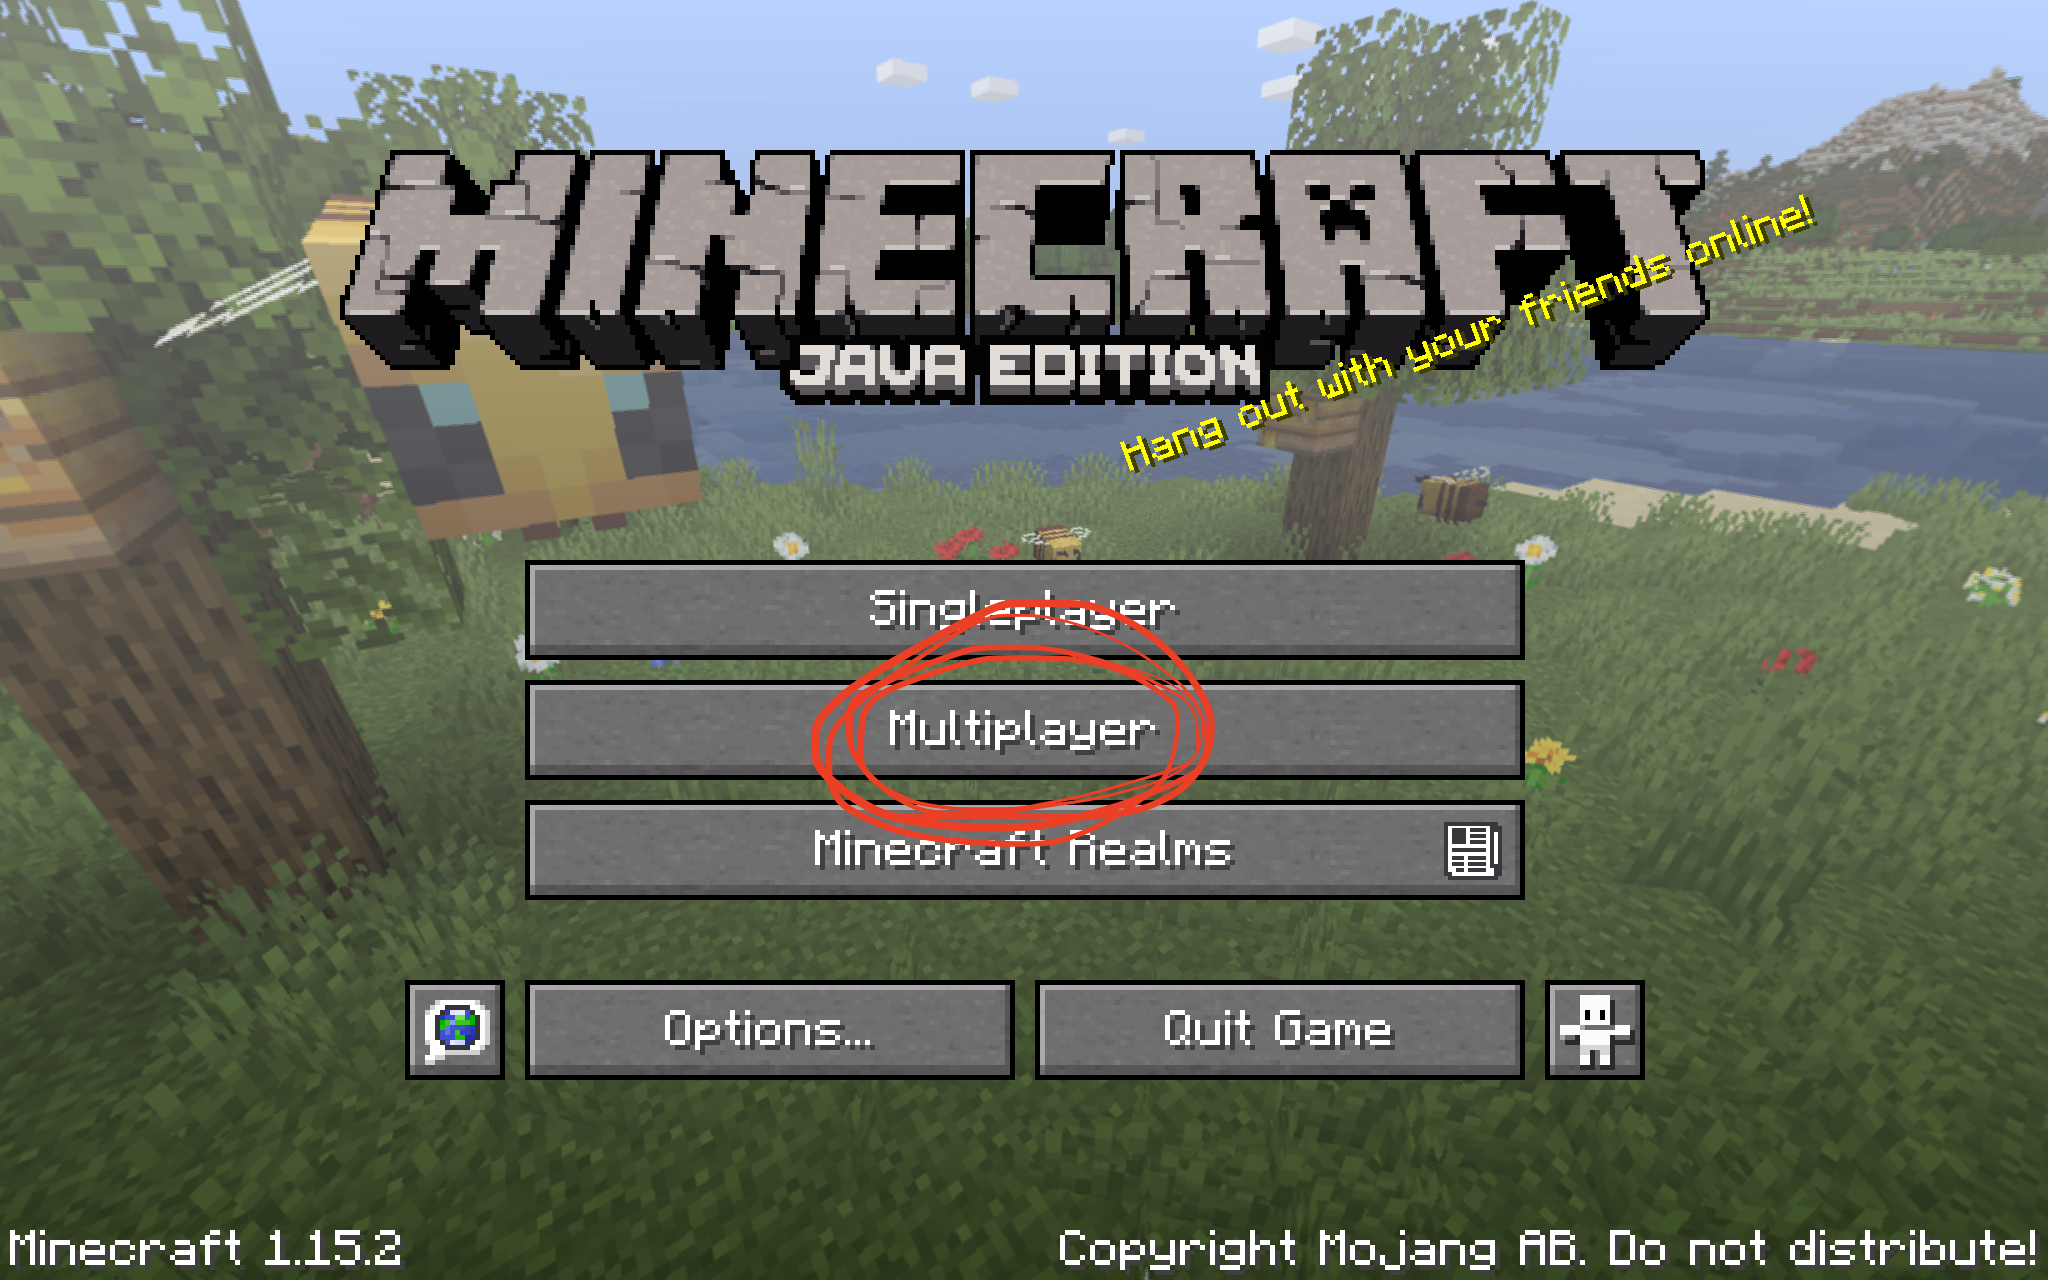 MINECRAFT
JAVA EDITION
Hang out with your friends online!
Singleplayer
Multiplayer
Minecraft Realms
Options...
Quit Game
Minecraft 1.15.2
Copyright Mojang AB. Do not distribute!